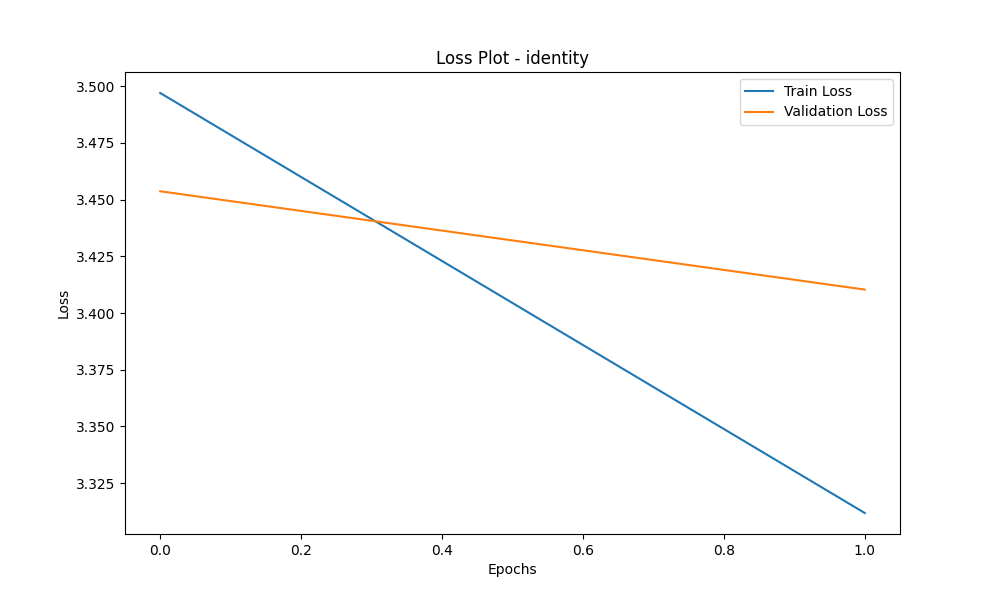 Loss Plot - identity
Train Loss
Validation Loss
3.500
3.475
3.450
3.425
3.400
3.375
3.350
3.325
Loss
0.0 0.2 0.4 0.6 0.8 1.0
Epochs